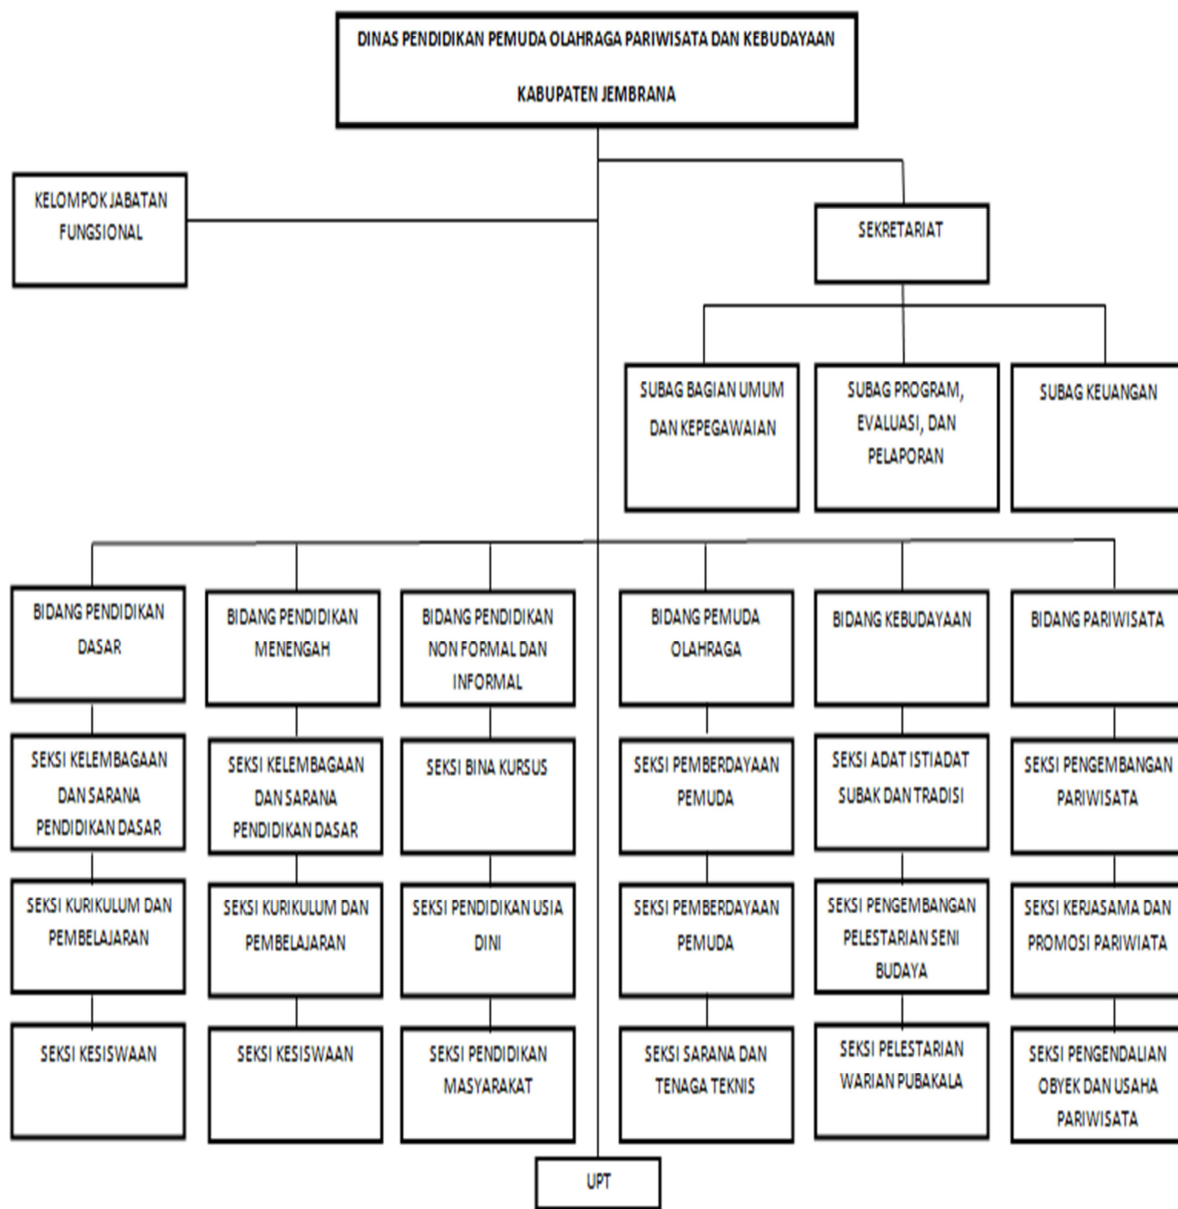 DINAS PENDIDIKAN PEMUDA OLAHRAGA PARIWISATA DAN KEBUDAYAAN
KABUPATEN JEMBRANA
KELOMPOK JABATAN
FUNGSIONAL
SEKRETARIAT
SUBAG BAGIAN UMUM
DAN KEPEGAWAIAN
SUBAG PROGRAM,
EVALUASI, DAN
PELAPORAN
SUBAG KEUANGAN
BIDANG PENDIDIKAN
DASAR
BIDANG PENDIDIKAN
MENENGAH
BIDANG PENDIDIKAN
NON FORMAL DAN
INFORMAL
BIDANG PEMUDA
OLAHRAGA
BIDANG KEBUDAYAAN
BIDANG PARIWISATA
SEKSI KELEMBAGAAN
DAN SARANA
PENDIDIKAN DASAR
SEKSI KELEMBAGAAN
DAN SARANA
PENDIDIKAN DASAR
SEKSI BINA KURSUS
SEKSI PEMBERDAYAAN
PEMUDA
SEKSI ADAT ISTIADAT
SUBAK DAN TRADISI
SEKSI PENGEMBANGAN
PARIWISATA
SEKSI KURIKULUM DAN
PEMBELAJARAN
SEKSI KURIKULUM DAN
PEMBELAJARAN
SEKSI PENDIDIKAN USIA
DINI
SEKSI PEMBERDAYAAN
PEMUDA
SEKSI PENGEMBANGAN
PELESTARIAN SENI
BUDAYA
SEKSI KERJASAMA DAN
PROMOSI PARIWIATA
SEKSI KESISWAAN
SEKSI KESISWAAN
SEKSI PENDIDIKAN
MASYARAKAT
SEKSI SARANA DAN
TENAGA TEKNIS
SEKSI PELESTARIAN
WARIAN PUBAKALA
SEKSI PENGENDALIAN
OBYEK DAN USAHA
PARIWISATA
UPT